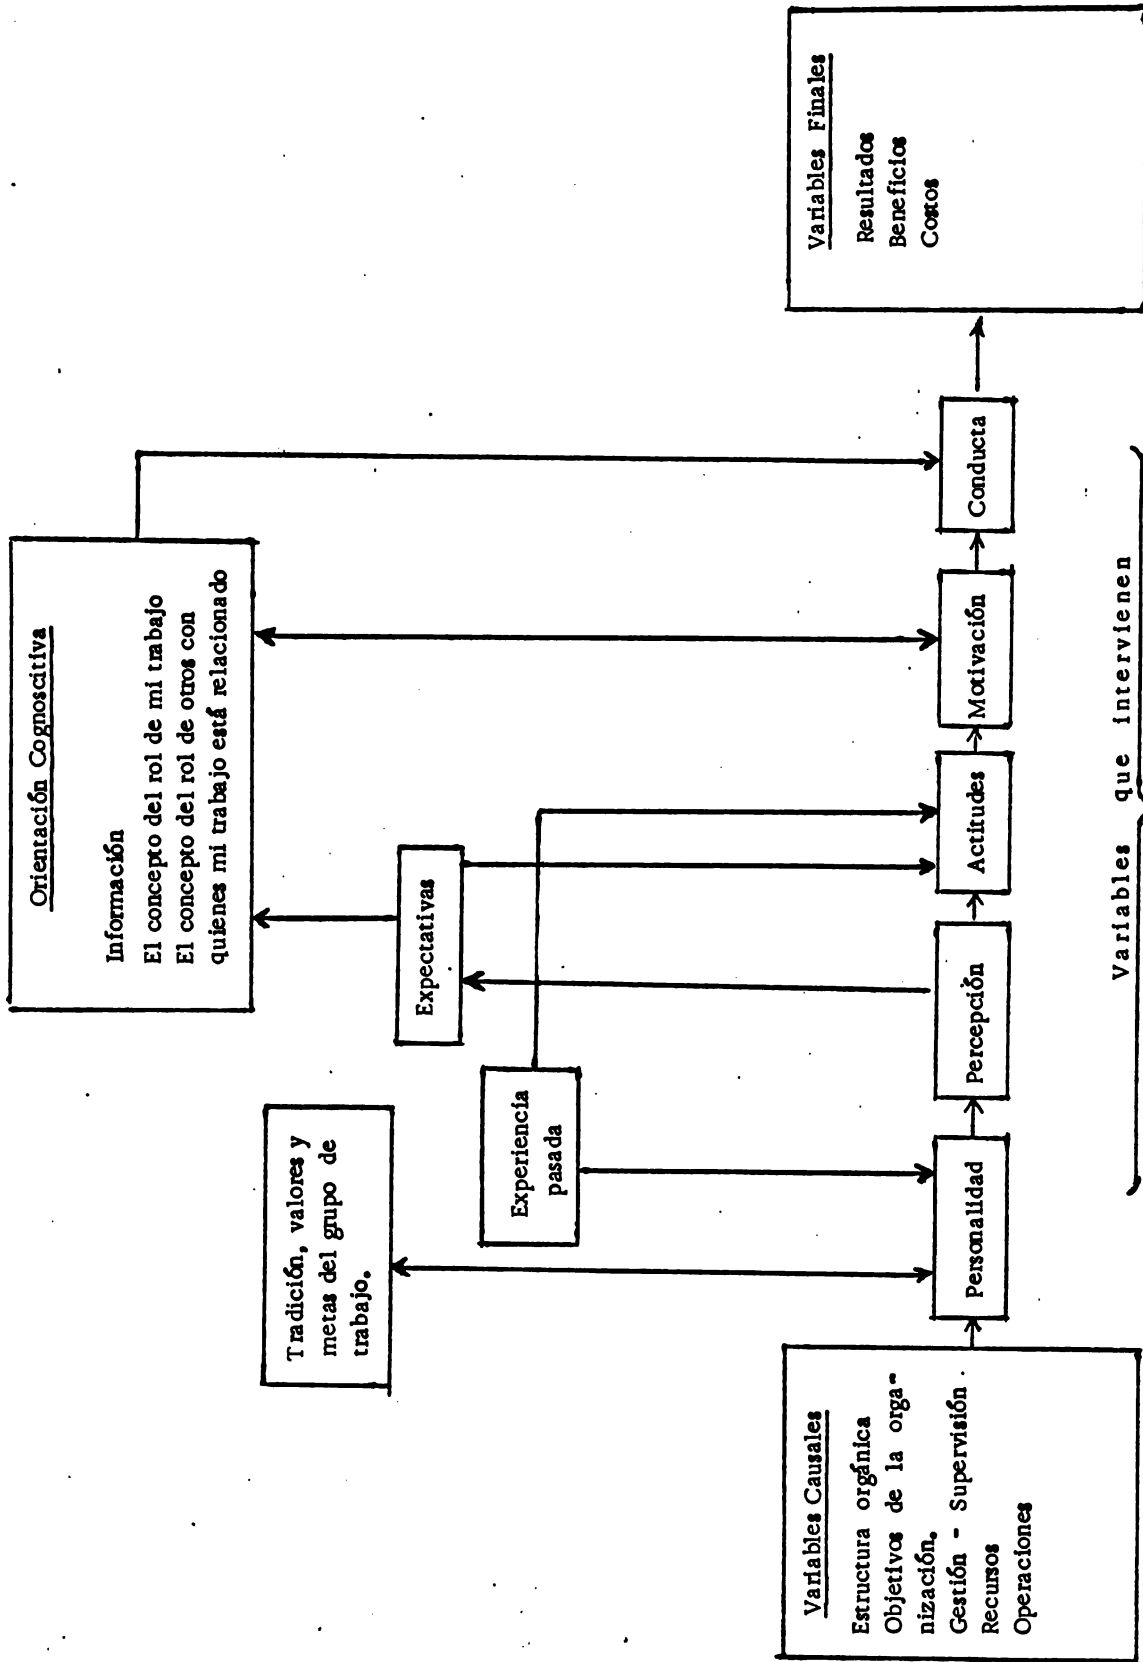 Orientación Cognoscitiva
Información
El concepto del rol de mi trabajo
El concepto del rol de otros con
quienes mi trabajo está relacionado
Tradición, valores y
metas del grupo de
trabajo.
Expectativas
Experiencia
pasada
Variables Causales
Estructura orgánica
Objetivos de la orga-
nización.
Gestión - Supervisión .
Recursos
Operaciones
Personalidad
Percepción
Actitudes
Motivación
Conducta
Variables Finales
Resultados
Beneficios
Costos
Variables que intervienen